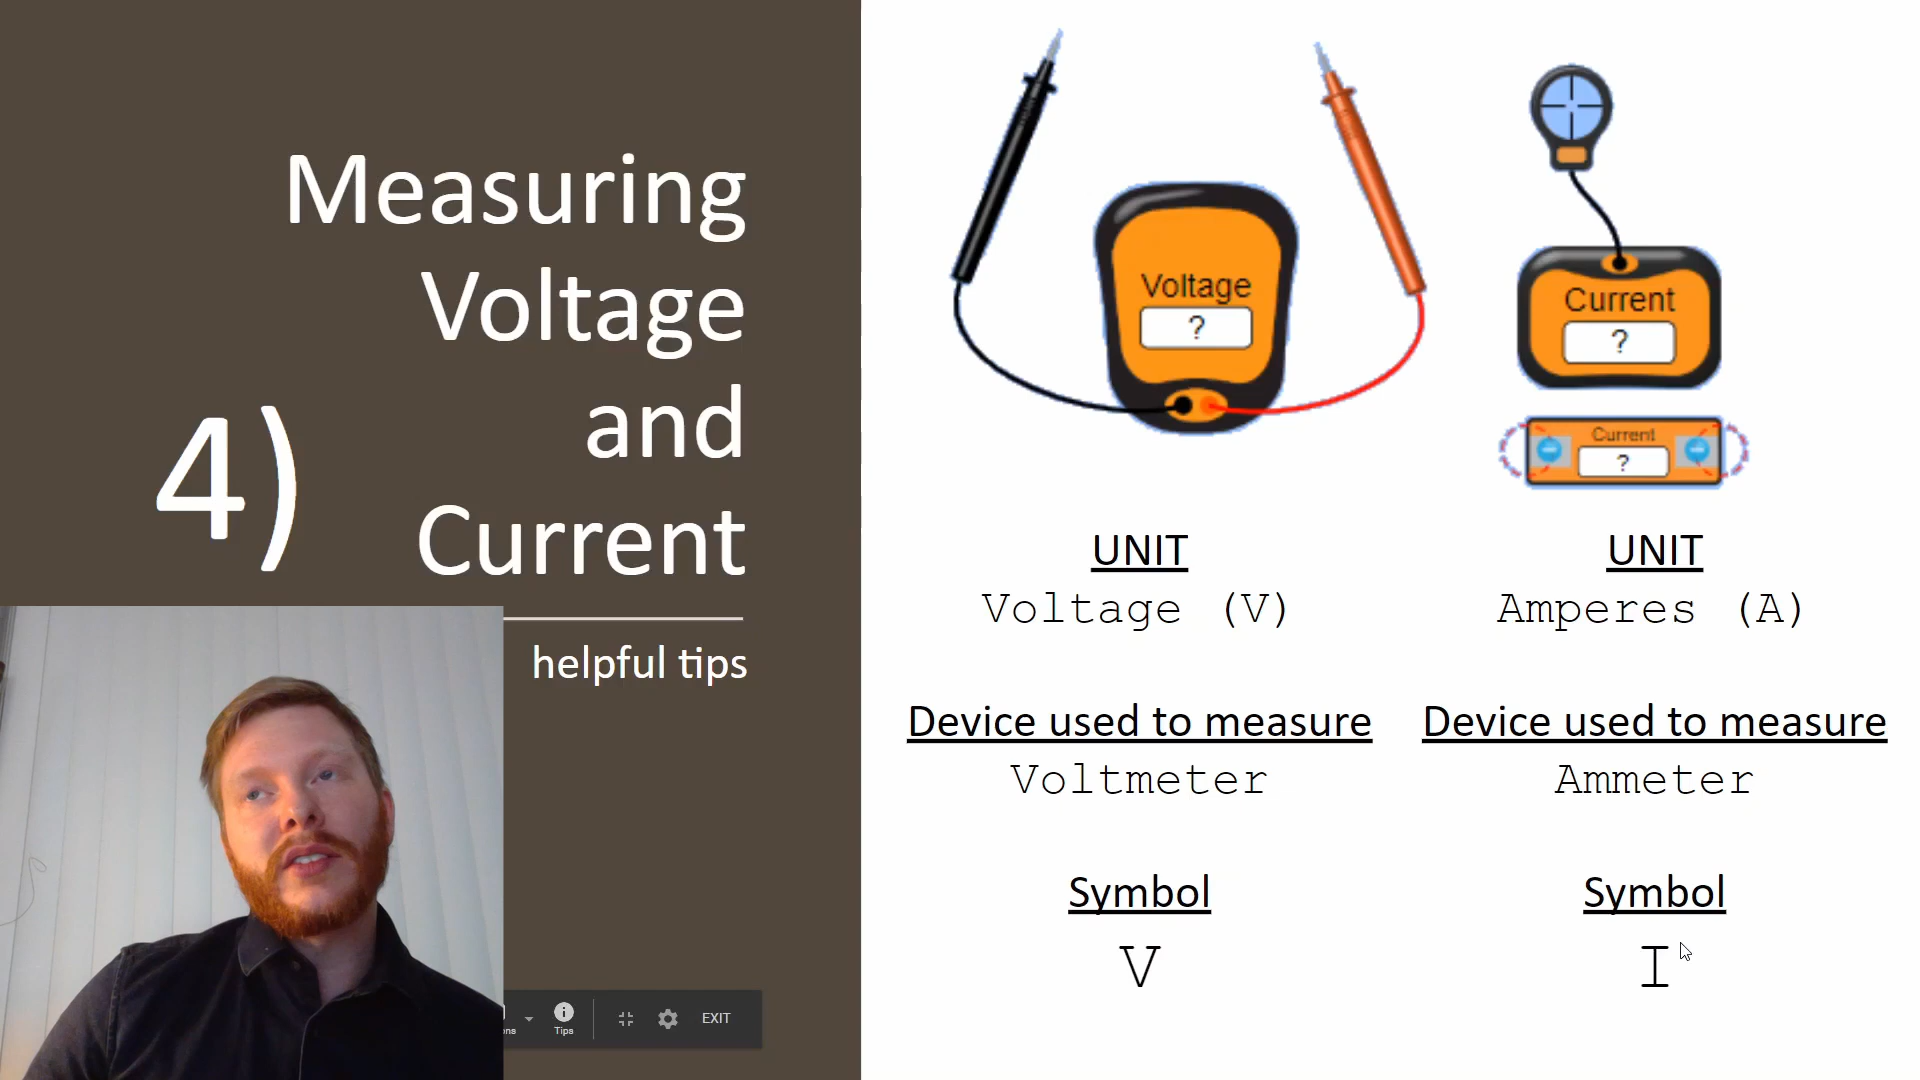 4)
Measuring
Voltage
and
Current
helpful tips
ens
Tips
EXIT
Voltage
?
Current
?
Current
?
UNIT
Voltage (V)
Device used to measure
Voltmeter
Symbol
V
UNIT
Amperes (A)
Device used to measure
Ammeter
Symbol
I